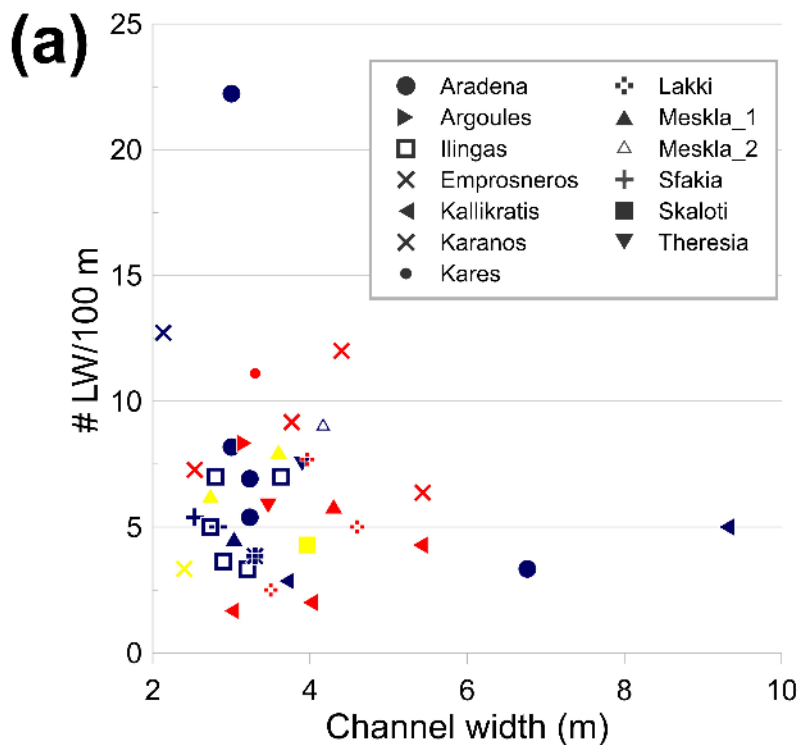 (a)
25
20
15
10
5
0
# LW/100 m
Aradena
Argoules
Ilingas
Emprosneros
Kallikratis
Karanos
Kares
Lakki
Meskla_1
Meskla_2
Sfakia
Skaloti
Theresia
2 4 6 8 10
Channel width (m)